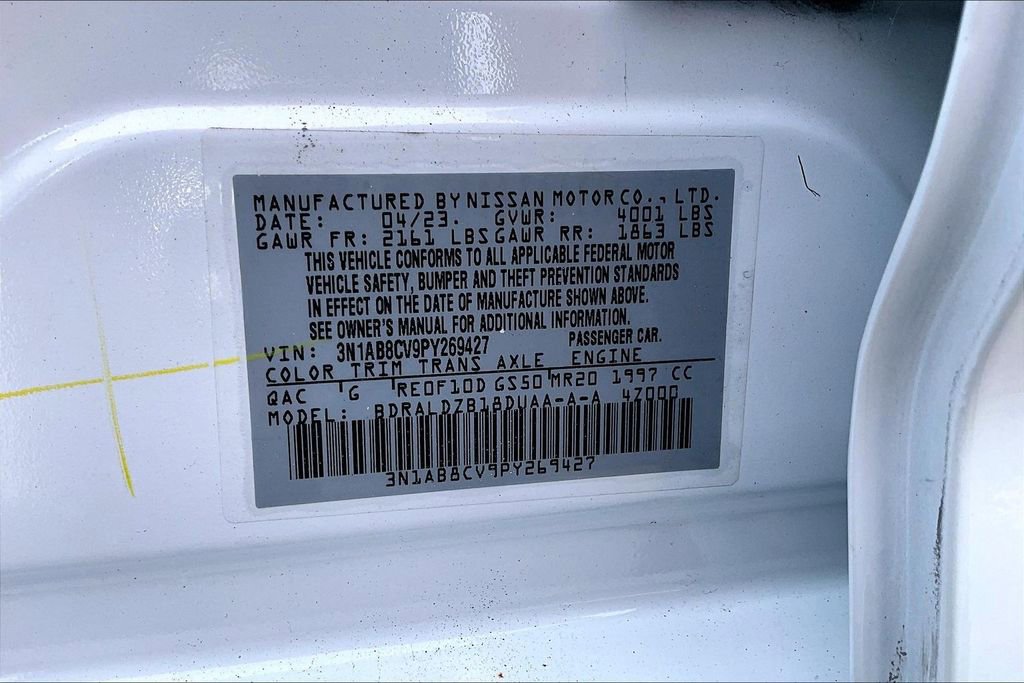 MANUFACTURED BY NISSAN MOTOR CO., LTD.
DATE: 04/23. GVWR: 4001 LBS
GAWR FR: 2161 LBS GAWR RR: 1863 LBS
THIS VEHICLE CONFORMS TO ALL APPLICABLE FEDERAL MOTOR
VEHICLE SAFETY, BUMPER AND THEFT PREVENTION STANDARDS
IN EFFECT ON THE DATE OF MANUFACTURE SHOWN ABOVE.
SEE OWNER'S MANUAL FOR ADDITIONAL INFORMATION.
VIN: 3N1AB8CV9PY269427 PASSENGER CAR.
COLOR TRIM TRANS AXLE ENGINE
QAC G RE0F10D GS50 MR20 1997 CC
MODEL: BDRALDZB18DUAA-A-A 4Z000
3N1AB8CV9PY269427